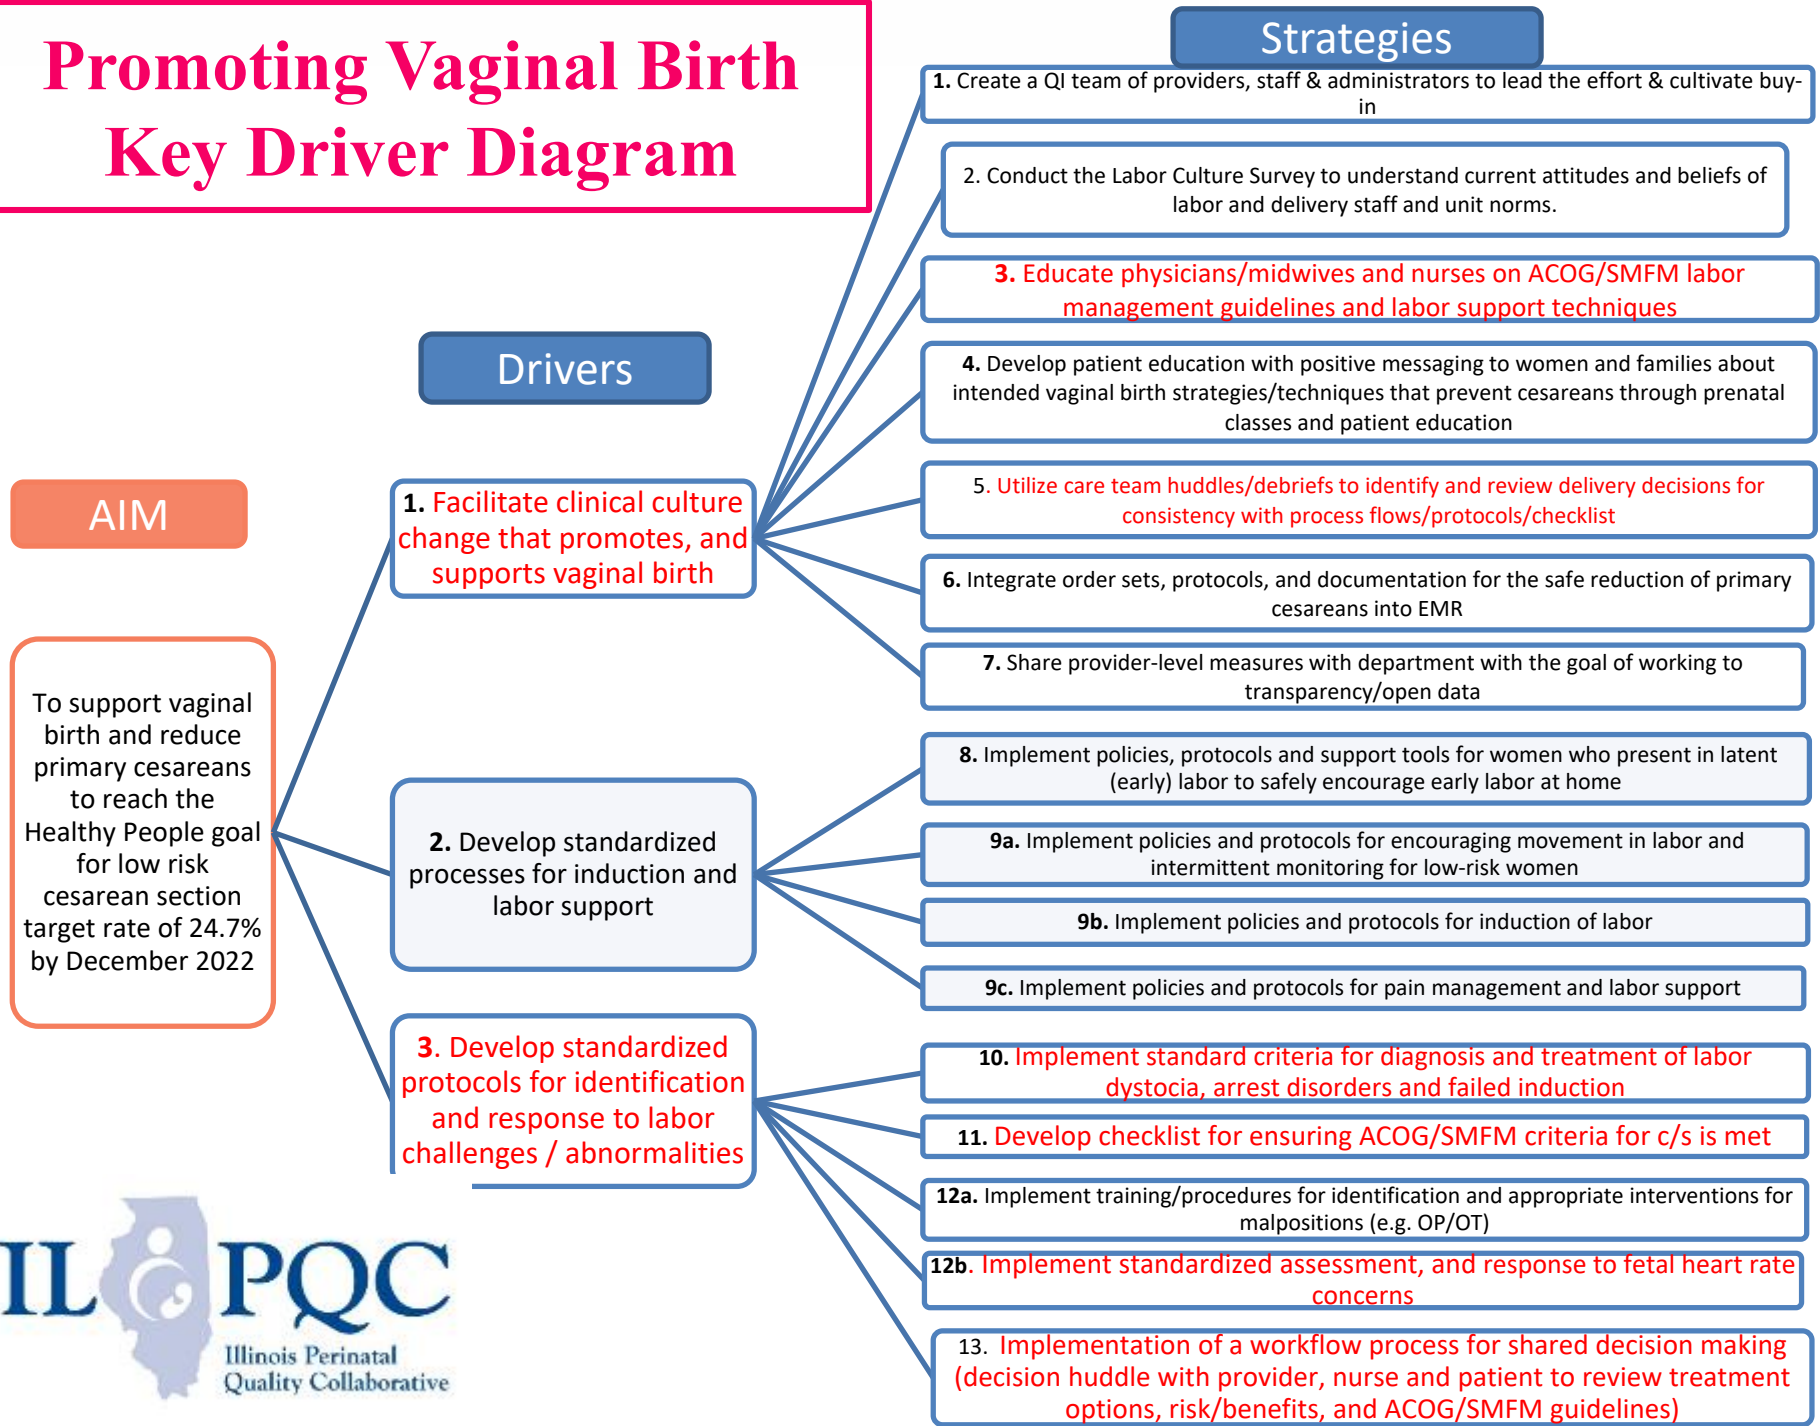 Promoting Vaginal Birth
Key Driver Diagram
Strategies
1. Create a QI team of providers, staff & administrators to lead the effort & cultivate buy-
in
2. Conduct the Labor Culture Survey to understand current attitudes and beliefs of
labor and delivery staff and unit norms.
3. Educate physicians/midwives and nurses on ACOG/SMFM labor
management guidelines and labor support techniques
4. Develop patient education with positive messaging to women and families about
intended vaginal birth strategies/techniques that prevent cesareans through prenatal
classes and patient education
5. Utilize care team huddles/debriefs to identify and review delivery decisions for
consistency with process flows/protocols/checklist
6. Integrate order sets, protocols, and documentation for the safe reduction of primary
cesareans into EMR
7. Share provider-level measures with department with the goal of working to
transparency/open data
8. Implement policies, protocols and support tools for women who present in latent
(early) labor to safely encourage early labor at home
9a. Implement policies and protocols for encouraging movement in labor and
intermittent monitoring for low-risk women
9b. Implement policies and protocols for induction of labor
9c. Implement policies and protocols for pain management and labor support
10. Implement standard criteria for diagnosis and treatment of labor
dystocia, arrest disorders and failed induction
11. Develop checklist for ensuring ACOG/SMFM criteria for c/s is met
12a. Implement training/procedures for identification and appropriate interventions for
malpositions (e.g. OP/OT)
12b. Implement standardized assessment, and response to fetal heart rate
concerns
13. Implementation of a workflow process for shared decision making
(decision huddle with provider, nurse and patient to review treatment
options, risk/benefits, and ACOG/SMFM guidelines)
Drivers
1. Facilitate clinical culture
change that promotes, and
supports vaginal birth
2. Develop standardized
processes for induction and
labor support
3. Develop standardized
protocols for identification
and response to labor
challenges / abnormalities
AIM
To support vaginal
birth and reduce
primary cesareans
to reach the
Healthy People goal
for low risk
cesarean section
target rate of 24.7%
by December 2022
IL PQC
Illinois Perinatal
Quality Collaborative